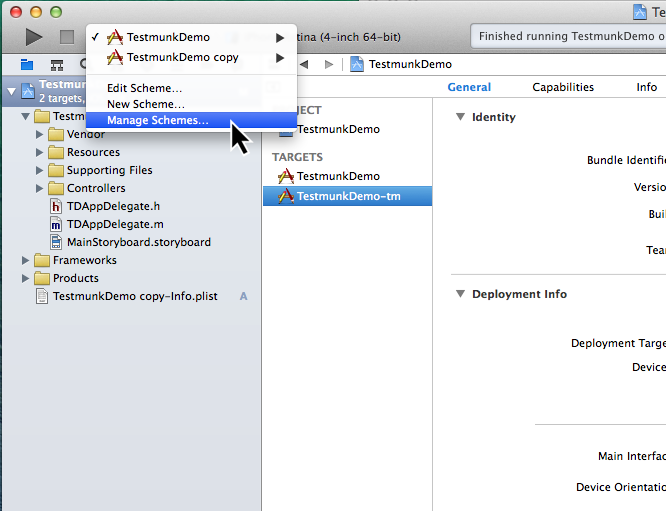 Te
TestmunkDemo
TestmunkDemo copy
Edit Scheme...
New Scheme...
Manage Schemes...
tina (4-inch 64-bit)
Finished running TestmunkDemo o
TestmunkDemo
Testmunk
2 targets,
Testm
Vendor
Resources
Supporting Files
Controllers
h TDAppDelegate.h
m TDAppDelegate.m
MainStoryboard.storyboard
Frameworks
Products
TestmunkDemo copy-Info.plist A
JECT
TestmunkDemo
TARGETS
TestmunkDemo
TestmunkDemo-tm
General Capabilities Info
Identity
Bundle Identifie
Versio
Buil
Tear
Deployment Info
Deployment Targe
Device
Main Interfac
Device Orientatio